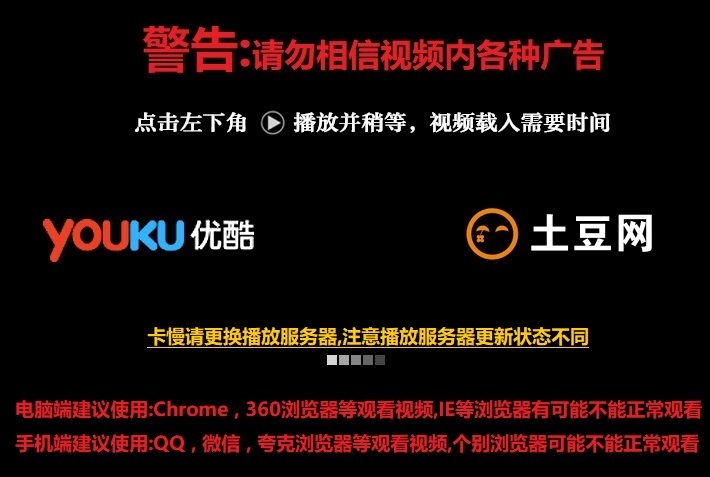 警告:请勿相信视频内各种广告
点击左下角 播放并稍等，视频载入需要时间
YOUKU 优酷
土豆网
卡慢请更换播放服务器,注意播放服务器更新状态不同
电脑端建议使用:Chrome，360浏览器等观看视频,IE等浏览器有可能不能正常观看
手机端建议使用:QQ，微信，夸克浏览器等观看视频,个别浏览器可能不能正常观看